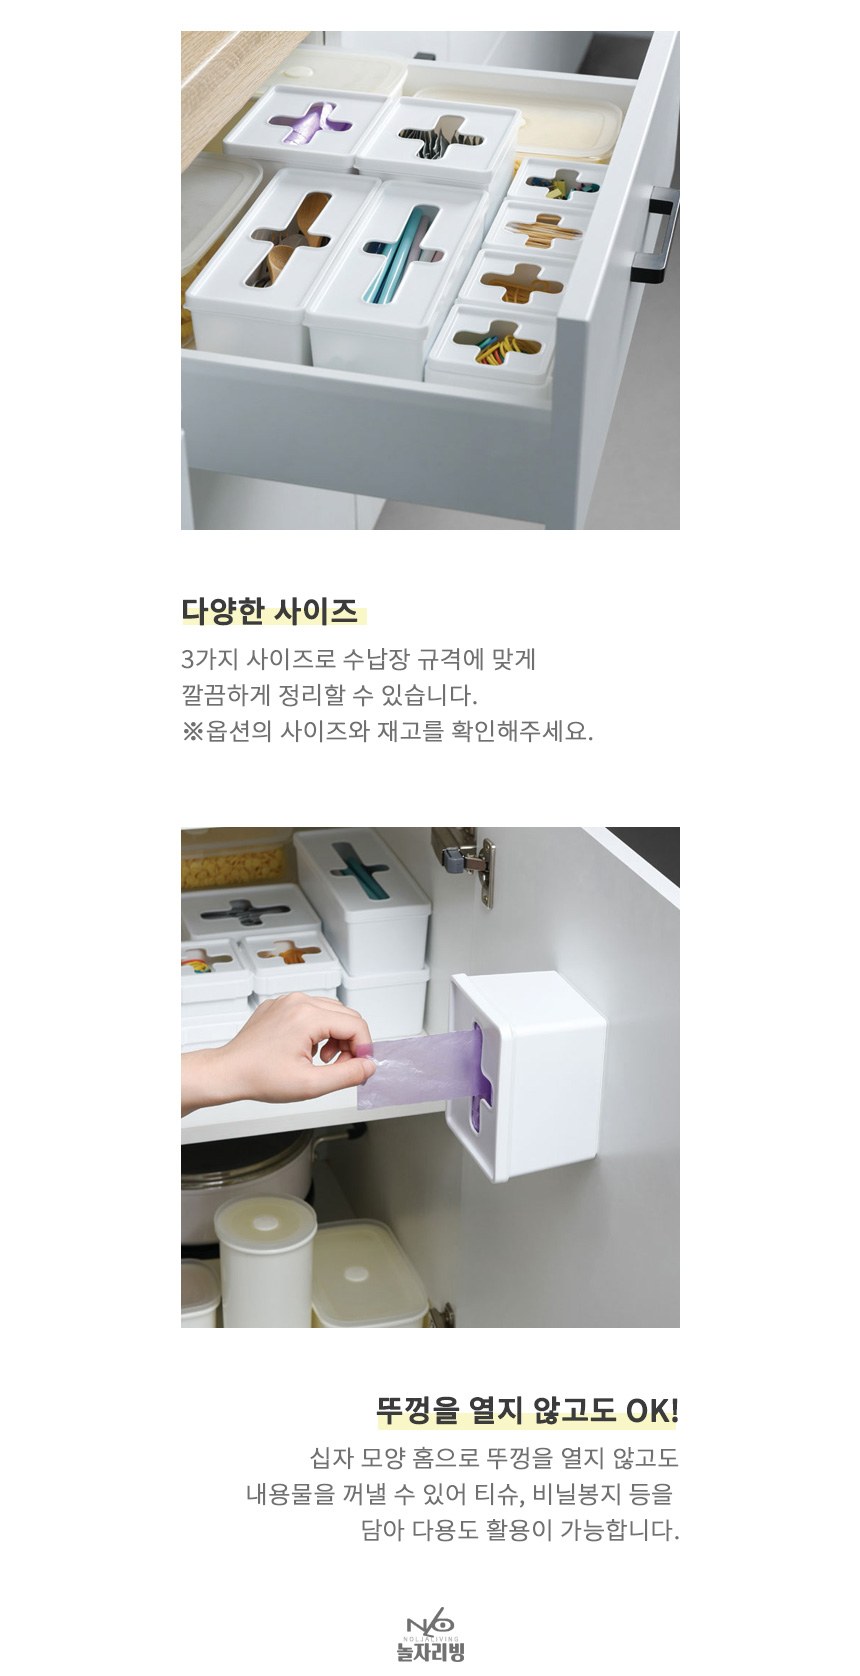 다양한 사이즈
3가지 사이즈로 수납장 규격에 맞게
깔끔하게 정리할 수 있습니다.
※옵션의 사이즈와 재고를 확인해주세요.
뚜껑을 열지 않고도 OK!
십자 모양 홈으로 뚜껑을 열지 않고도
내용물을 꺼낼 수 있어 티슈, 비닐봉지 등을
담아 다용도 활용이 가능합니다.
NOLJALIVING
놀자리빙